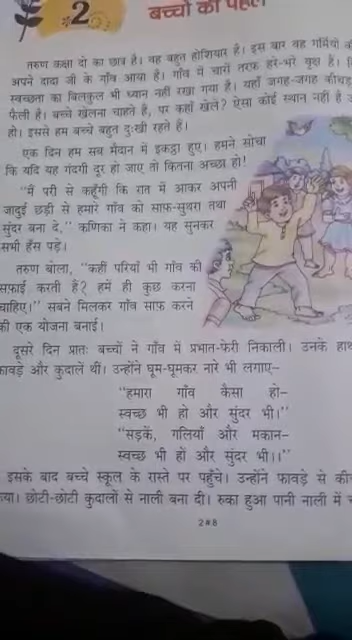 2
बच्चों की पहल
तरुण कक्षा दो का छात्र है। वह बहुत होशियार है। इस बार वह गर्मियों की
अपने दादा जी के गाँव आया है। गाँव में चारों तरफ़ हरे-भरे वृक्ष हैं।
स्वच्छता का बिलकुल भी ध्यान नहीं रखा गया है। यहाँ जगह-जगह कीचड़
फैली है। बच्चे खेलना चाहते हैं, पर कहाँ खेलें? ऐसा कोई स्थान नहीं है
हो। इससे हम बच्चे बहुत दुःखी रहते हैं।
एक दिन हम सब मैदान में इकट्ठा हुए। हमने सोचा
कि यदि यह गंदगी दूर हो जाए तो कितना अच्छा हो!
"मैं परी से कहूँगी कि रात में आकर अपनी
जादुई छड़ी से हमारे गाँव को साफ़-सुथरा तथा
सुंदर बना दे," कणिका ने कहा। यह सुनकर
सभी हँस पड़े।
तरुण बोला, "कहीं परियाँ भी गाँव की
सफ़ाई करती हैं? हमें ही कुछ करना
चाहिए।" सबने मिलकर गाँव साफ़ करने
की एक योजना बनाई।
दूसरे दिन प्रातः बच्चों ने गाँव में प्रभात-फेरी निकाली। उनके हाथ
फावड़े और कुदालें थीं। उन्होंने घूम-घूमकर नारे भी लगाए–
"हमारा गाँव कैसा हो–
स्वच्छ भी हो और सुंदर भी।"
"सड़कें, गलियाँ और मकान–
स्वच्छ भी हों और सुंदर भी।।"
इसके बाद बच्चे स्कूल के रास्ते पर पहुँचे। उन्होंने फावड़े से
छोटी-छोटी कुदालों से नाली बना दी। रुका हुआ पानी नाली में
2#8